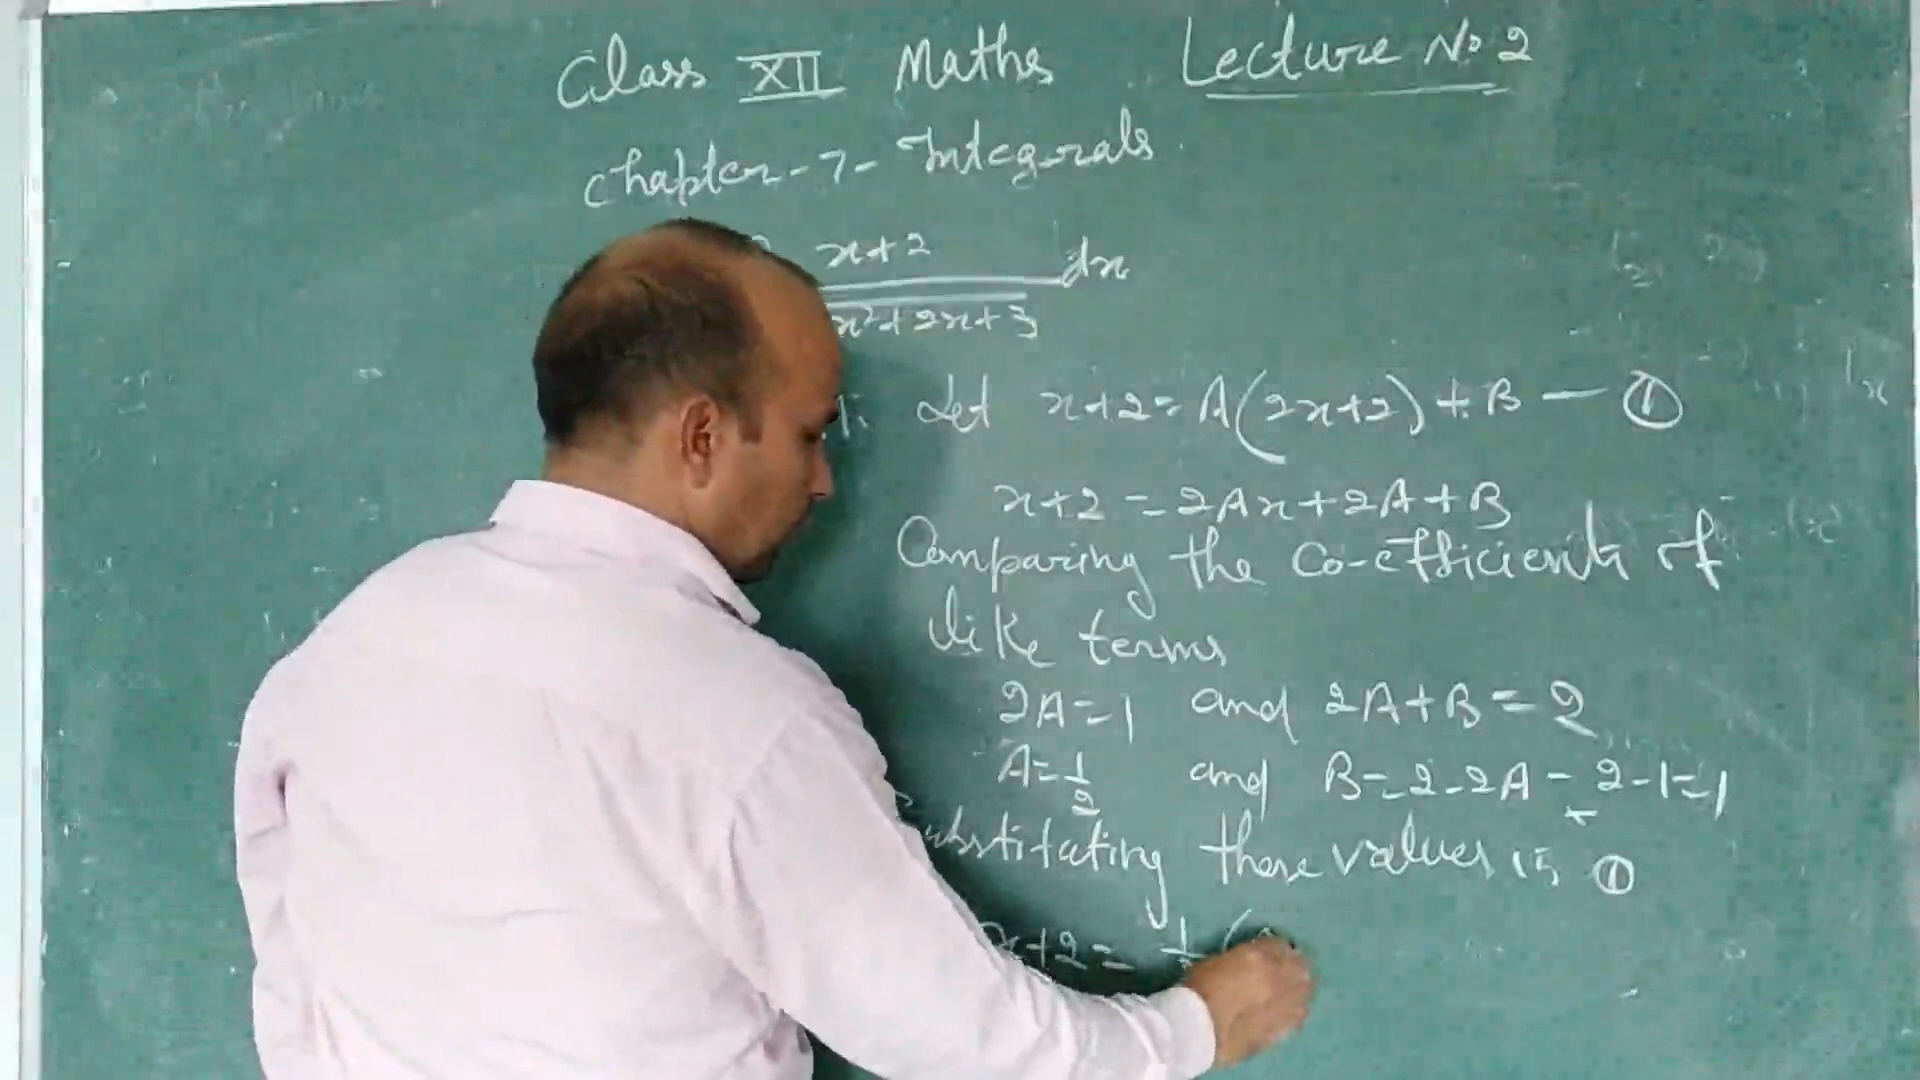 Class XII Maths Lecture No 2
Chapter-7- Integrals
x+2 dx
x²+2x+3
Let x+2 = A(2x+2) + B — ①
x+2 = 2Ax+2A+B
Comparing the Co-efficients of
like terms
2A=1 and 2A+B=2
A=1/2 and B=2-2A=2-1=1
ubstituting these values in ①
x+2 = 1/2 (